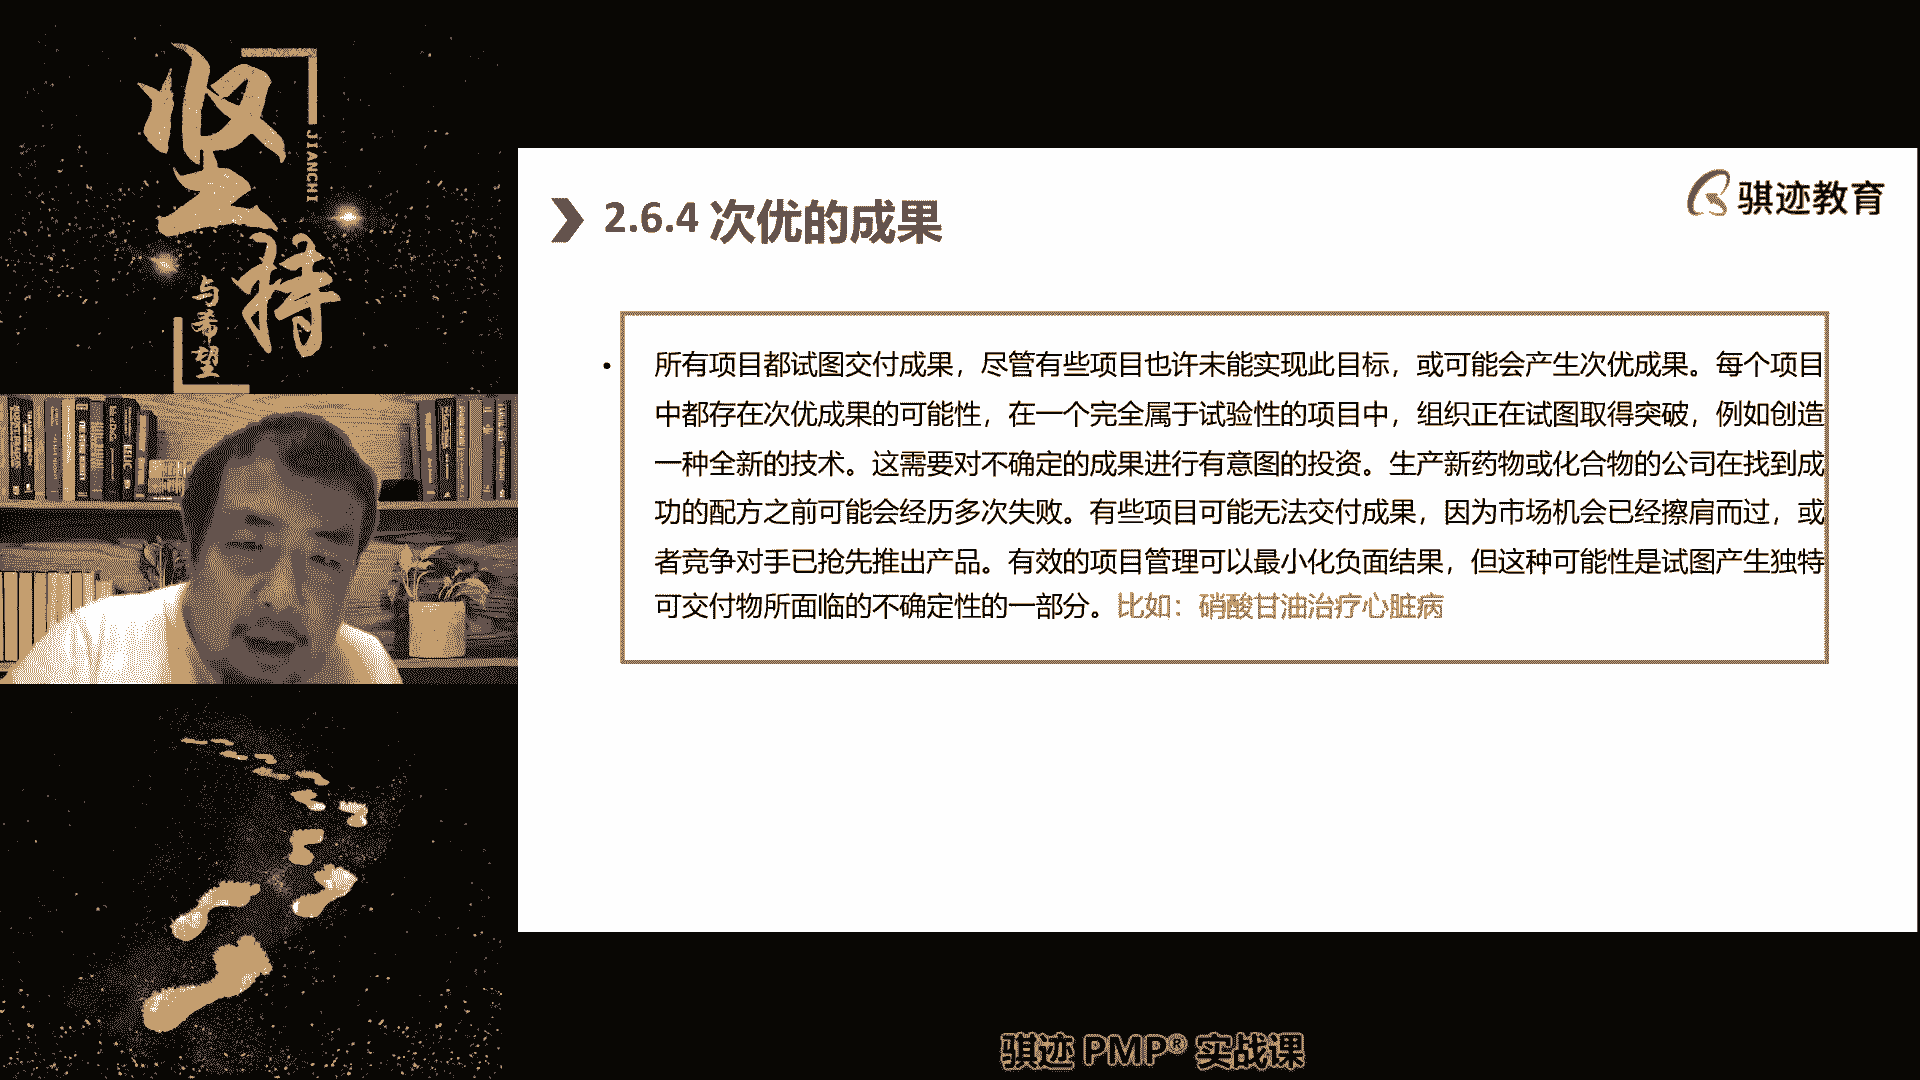 坚持
JIANCHI
与希望
骐迹教育
2.6.4 次优的成果
• 所有项目都试图交付成果，尽管有些项目也许未能实现此目标，或可能会产生次优成果。每个项目
中都存在次优成果的可能性，在一个完全属于试验性的项目中，组织正在试图取得突破，例如创造
一种全新的技术。这需要对不确定的成果进行有意图的投资。生产新药物或化合物的公司在找到成
功的配方之前可能会经历多次失败。有些项目可能无法交付成果，因为市场机会已经擦肩而过，或
者竞争对手已抢先推出产品。有效的项目管理可以最小化负面结果，但这种可能性是试图产生独特
可交付物所面临的不确定性的一部分。比如：硝酸甘油治疗心脏病
骐迹 PMP® 实战课